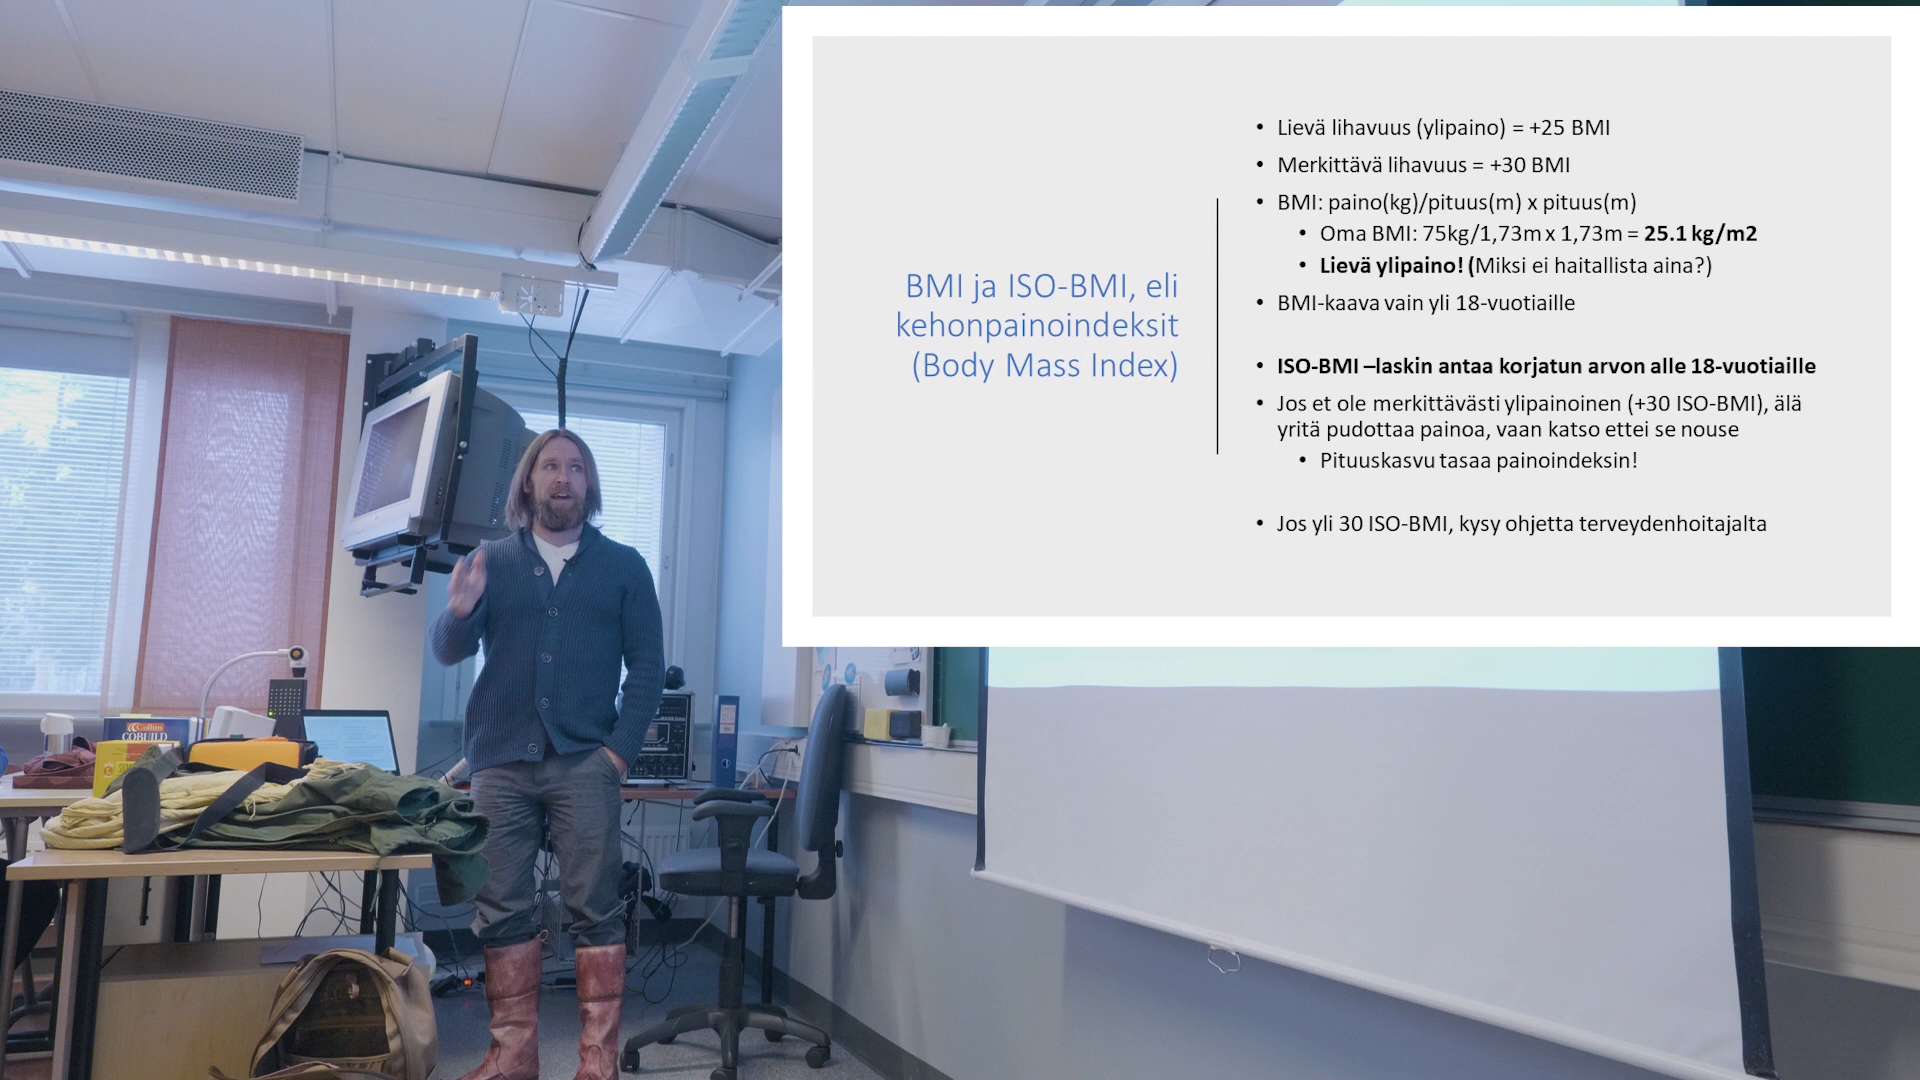 BMI ja ISO-BMI, eli
kehonpainoindeksit
(Body Mass Index)
• Lievä lihavuus (ylipaino) = +25 BMI
• Merkittävä lihavuus = +30 BMI
• BMI: paino(kg)/pituus(m) x pituus(m)
• Oma BMI: 75kg/1,73m x 1,73m = 25.1 kg/m2
• Lievä ylipaino! (Miksi ei haitallista aina?)
• BMI-kaava vain yli 18-vuotiaille
• ISO-BMI –laskin antaa korjatun arvon alle 18-vuotiaille
• Jos et ole merkittävästi ylipainoinen (+30 ISO-BMI), älä
yritä pudottaa painoa, vaan katso ettei se nouse
• Pituuskasvu tasaa painoindeksin!
• Jos yli 30 ISO-BMI, kysy ohjetta terveydenhoitajalta
Collins
COBUILD